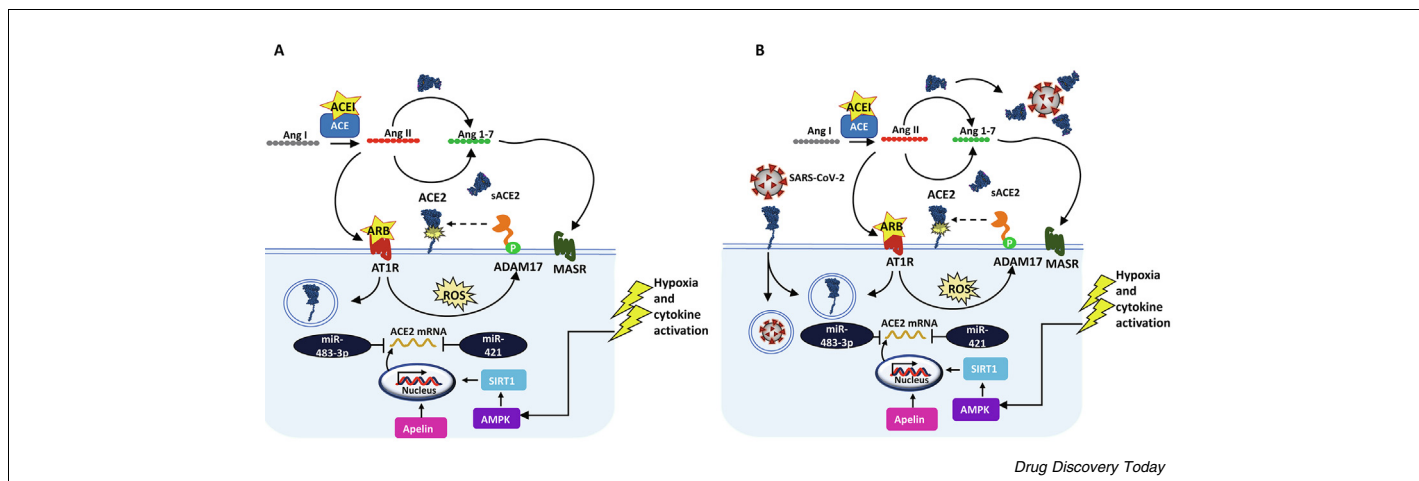 A
ACEI
ACE
Ang I
Ang II
Ang 1-7
sACE2
ACE2
ARB
P
AT1R
ADAM17
MASR
ROS
Hypoxia
and
cytokine
activation
ACE2 mRNA
miR-
483-3p
miR-
421
Nucleus
SIRT1
Apelin
AMPK
B
ACEI
ACE
Ang I
Ang II
Ang 1-7
SARS-CoV-2
sACE2
ACE2
ARB
P
AT1R
ADAM17
MASR
ROS
Hypoxia
and
cytokine
activation
ACE2 mRNA
miR-
483-3p
miR-
421
Nucleus
SIRT1
Apelin
AMPK
Drug Discovery Today